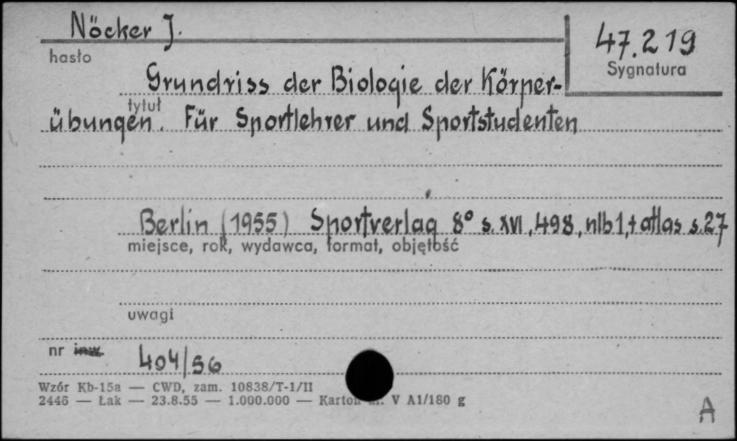 Nöcker J.
47.219
hasło
Sygnatura
Grundriss der Biologie der Körper-
tytuł
übungen. Für Sportlehrer und Sportstudenten
Berlin (1955) Sportverlag 8° s. XVI, 498, nlb 1, + atlas s. 27
miejsce, rok, wydawca, format, objętość
uwagi
nr inw. 404/56
Wzór Kb-15a — CWD, zam. 10838/T-1/II
2446 — Łak — 23.8.55 — 1.000.000 — Karton V A1/180 g
A